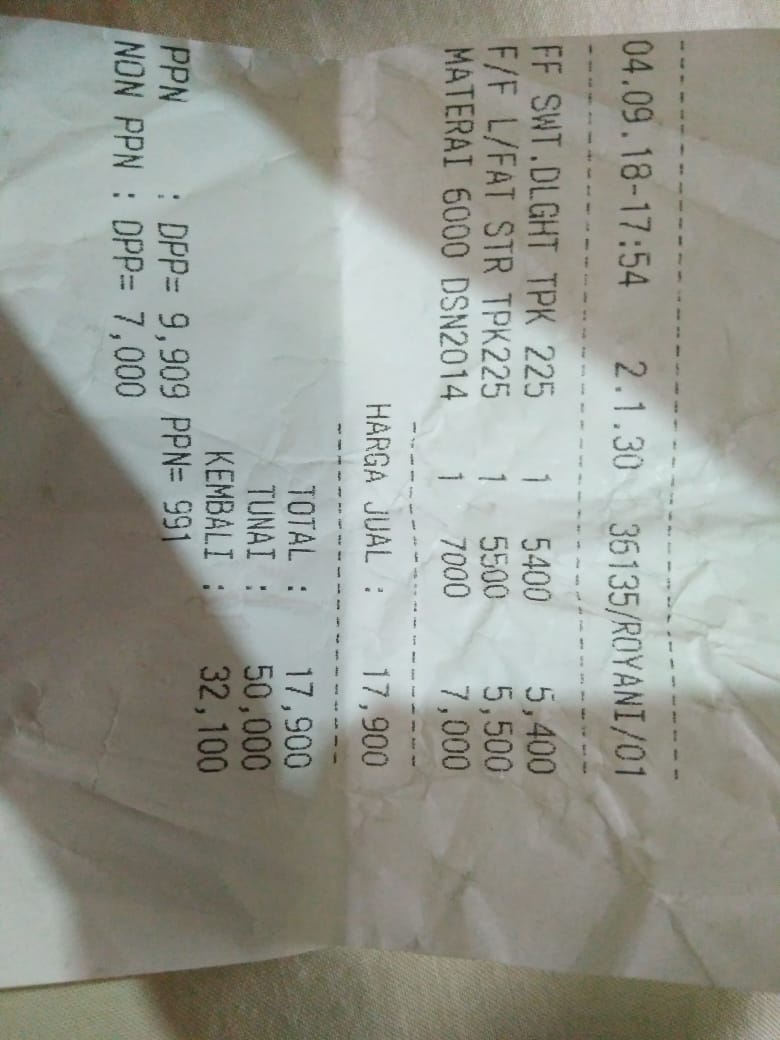 04.09.18-17:54 2.1.30 36135/ROYANI/01
FF SWT.DLGHT TPK 225 1 5400 5,400
F/F L/FAT STR TPK225 1 5500 5,500
MATERAI 6000 DSN2014 1 7000 7,000
HARGA JUAL : 17,900
TOTAL : 17,900
TUNAI : 50,000
KEMBALI : 32,100
PPN : DPP= 9,909 PPN= 991
NON PPN : DPP= 7,000